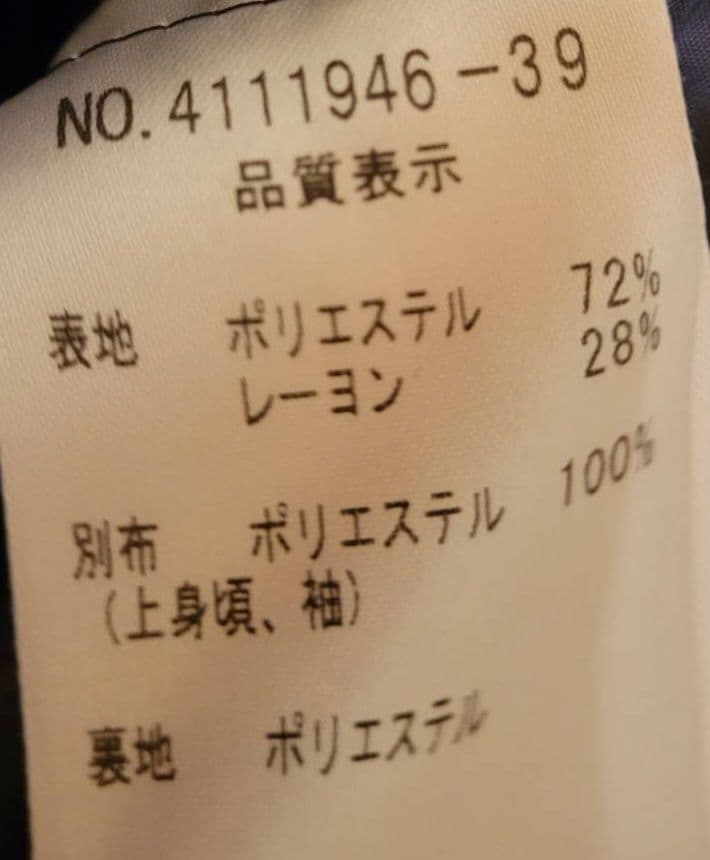 NO. 4111946-39
品質表示
表地 ポリエステル 72%
レーヨン 28%
別布 ポリエステル 100%
(上身頃、袖)
裏地 ポリエステル